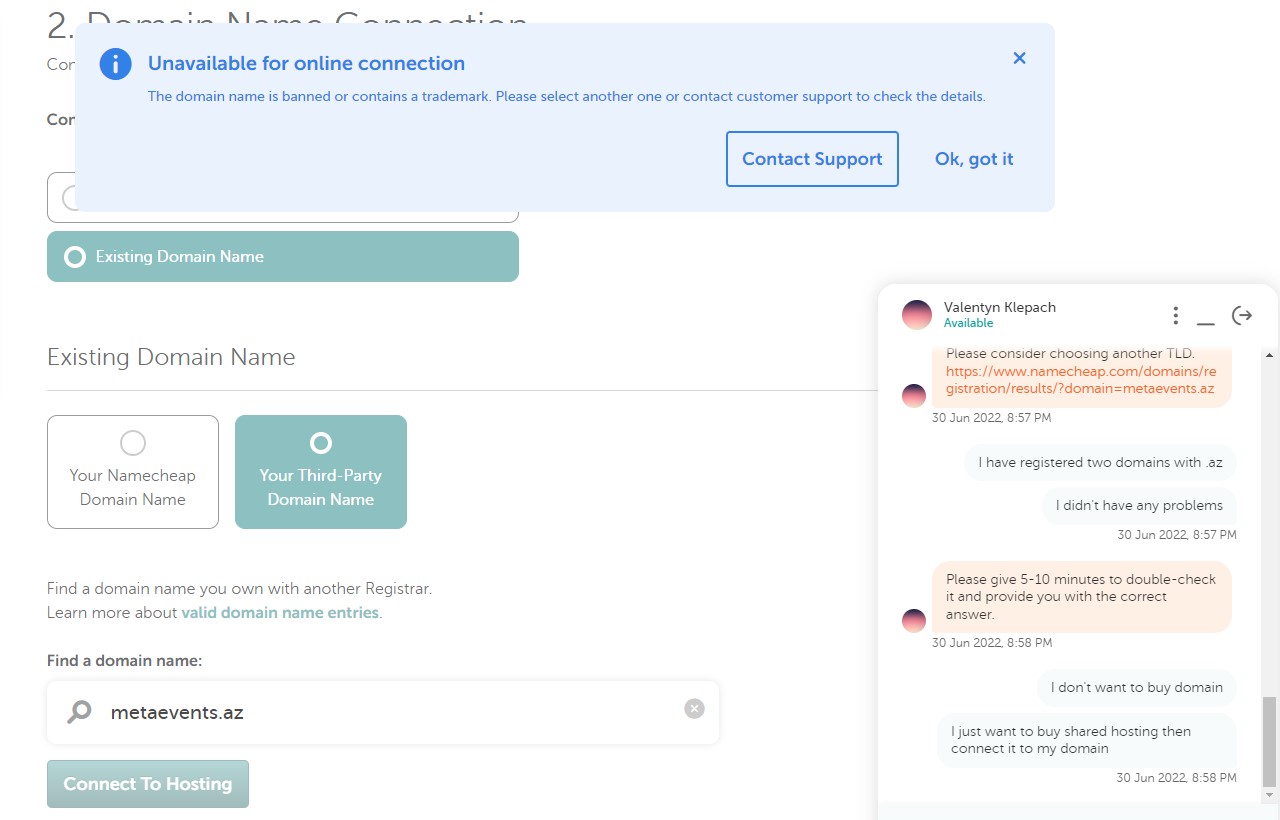 2. Domain Name Connection
Unavailable for online connection
The domain name is banned or contains a trademark. Please select another one or contact customer support to check the details.
Contact Support
Ok, got it
Existing Domain Name
Existing Domain Name
Your Namecheap
Domain Name
Your Third-Party
Domain Name
Find a domain name you own with another Registrar.
Learn more about valid domain name entries.
Find a domain name:
metaevents.az
Connect To Hosting
Valentyn Klepach
Available
Please consider choosing another TLD.
https://www.namecheap.com/domains/re
gistration/results/?domain=metaevents.az
30 Jun 2022, 8:57 PM
I have registered two domains with .az
I didn't have any problems
30 Jun 2022, 8:57 PM
Please give 5-10 minutes to double-check
it and provide you with the correct
answer.
30 Jun 2022, 8:58 PM
I don't want to buy domain
I just want to buy shared hosting then
connect it to my domain
30 Jun 2022, 8:58 PM